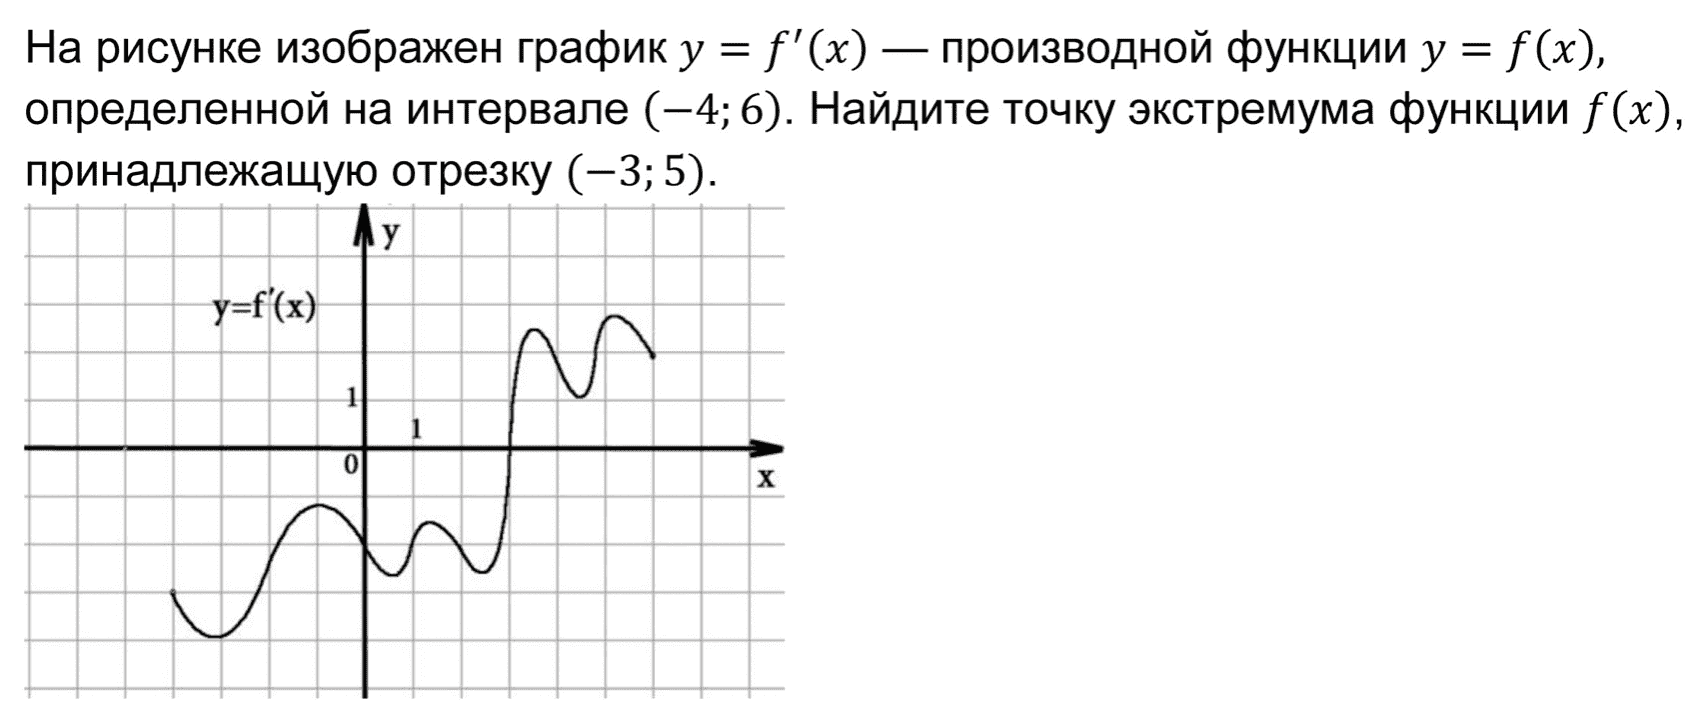 На рисунке изображен график y = f′(x) — производной функции y = f(x),
определенной на интервале (−4; 6). Найдите точку экстремума функции f(x),
принадлежащую отрезку (−3; 5).
y
y=f′(x)
1
1
0
x